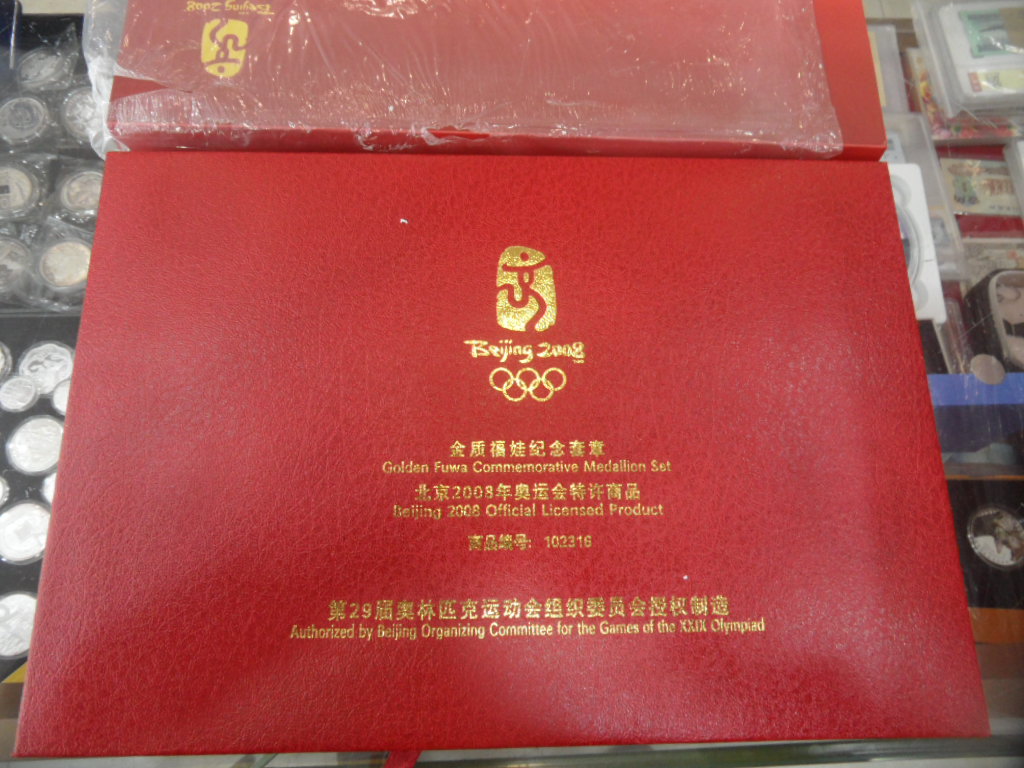 Beijing 2008
Beijing 2008
金质福娃纪念套章
Golden Fuwa Commemorative Medallion Set
北京2008年奥运会特许商品
Beijing 2008 Official Licensed Product
商品编号: 102316
第29届奥林匹克运动会组织委员会授权制造
Authorized by Beijing Organizing Committee for the Games of the XXIX Olympiad